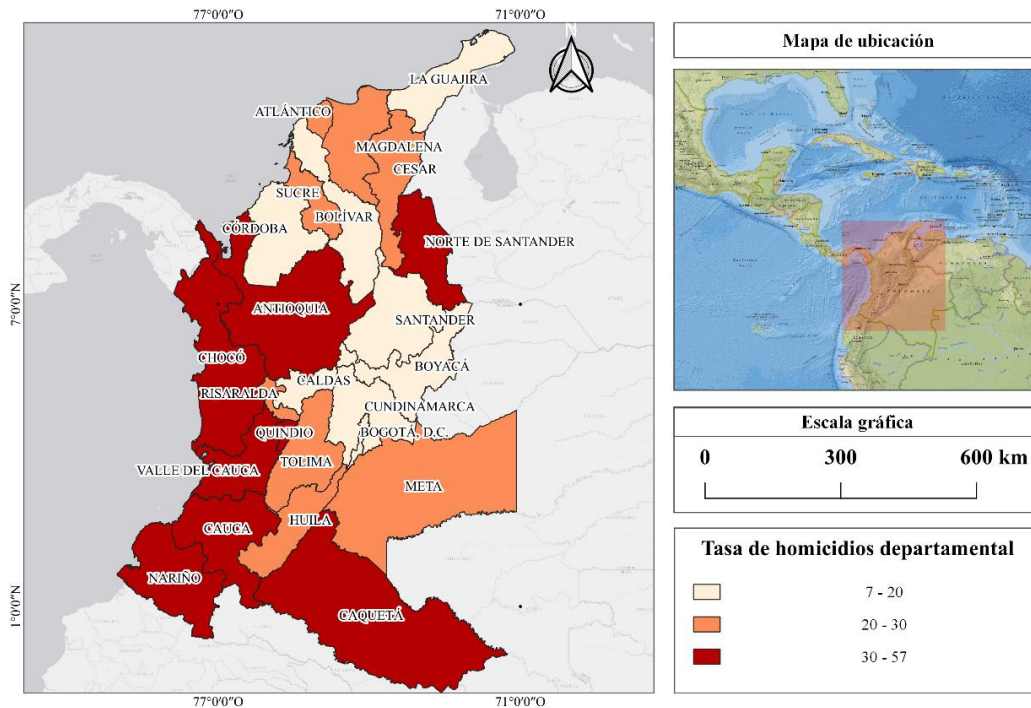 77°0′0″O
71°0′0″O
LA GUAJIRA
ATLÁNTICO
MAGDALENA
CESAR
SUCRE
BOLÍVAR
CÓRDOBA
NORTE DE SANTANDER
7°0′0″N
ANTIOQUIA
SANTANDER
CHOCÓ
BOYACÁ
CALDAS
RISARALDA
CUNDINAMARCA
QUINDIO
BOGOTÁ, D.C.
TOLIMA
VALLE DEL CAUCA
META
HUILA
CAUCA
NARIÑO
1°0′0″N
CAQUETÁ
77°0′0″O
71°0′0″O
Mapa de ubicación
Escala gráfica
0 300 600 km
Tasa de homicidios departamental
7 - 20
20 - 30
30 - 57